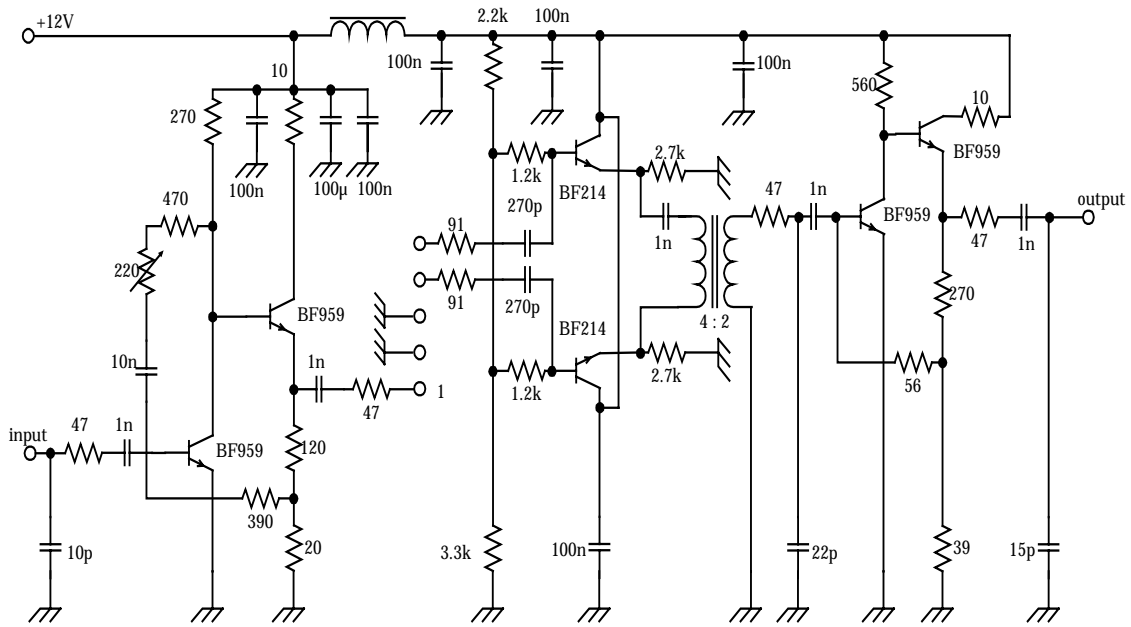 +12V
2.2k
100n
100n
100n
10
270
560
10
BF959
100n
100µ
100n
1.2k
2.7k
BF214
470
270p
47
1n
BF959
output
91
1n
47
1n
220
91
270p
4 : 2
270
BF959
BF214
10n
1n
1
47
1.2k
2.7k
56
input
47
1n
BF959
120
390
20
10p
3.3k
100n
22p
39
15p